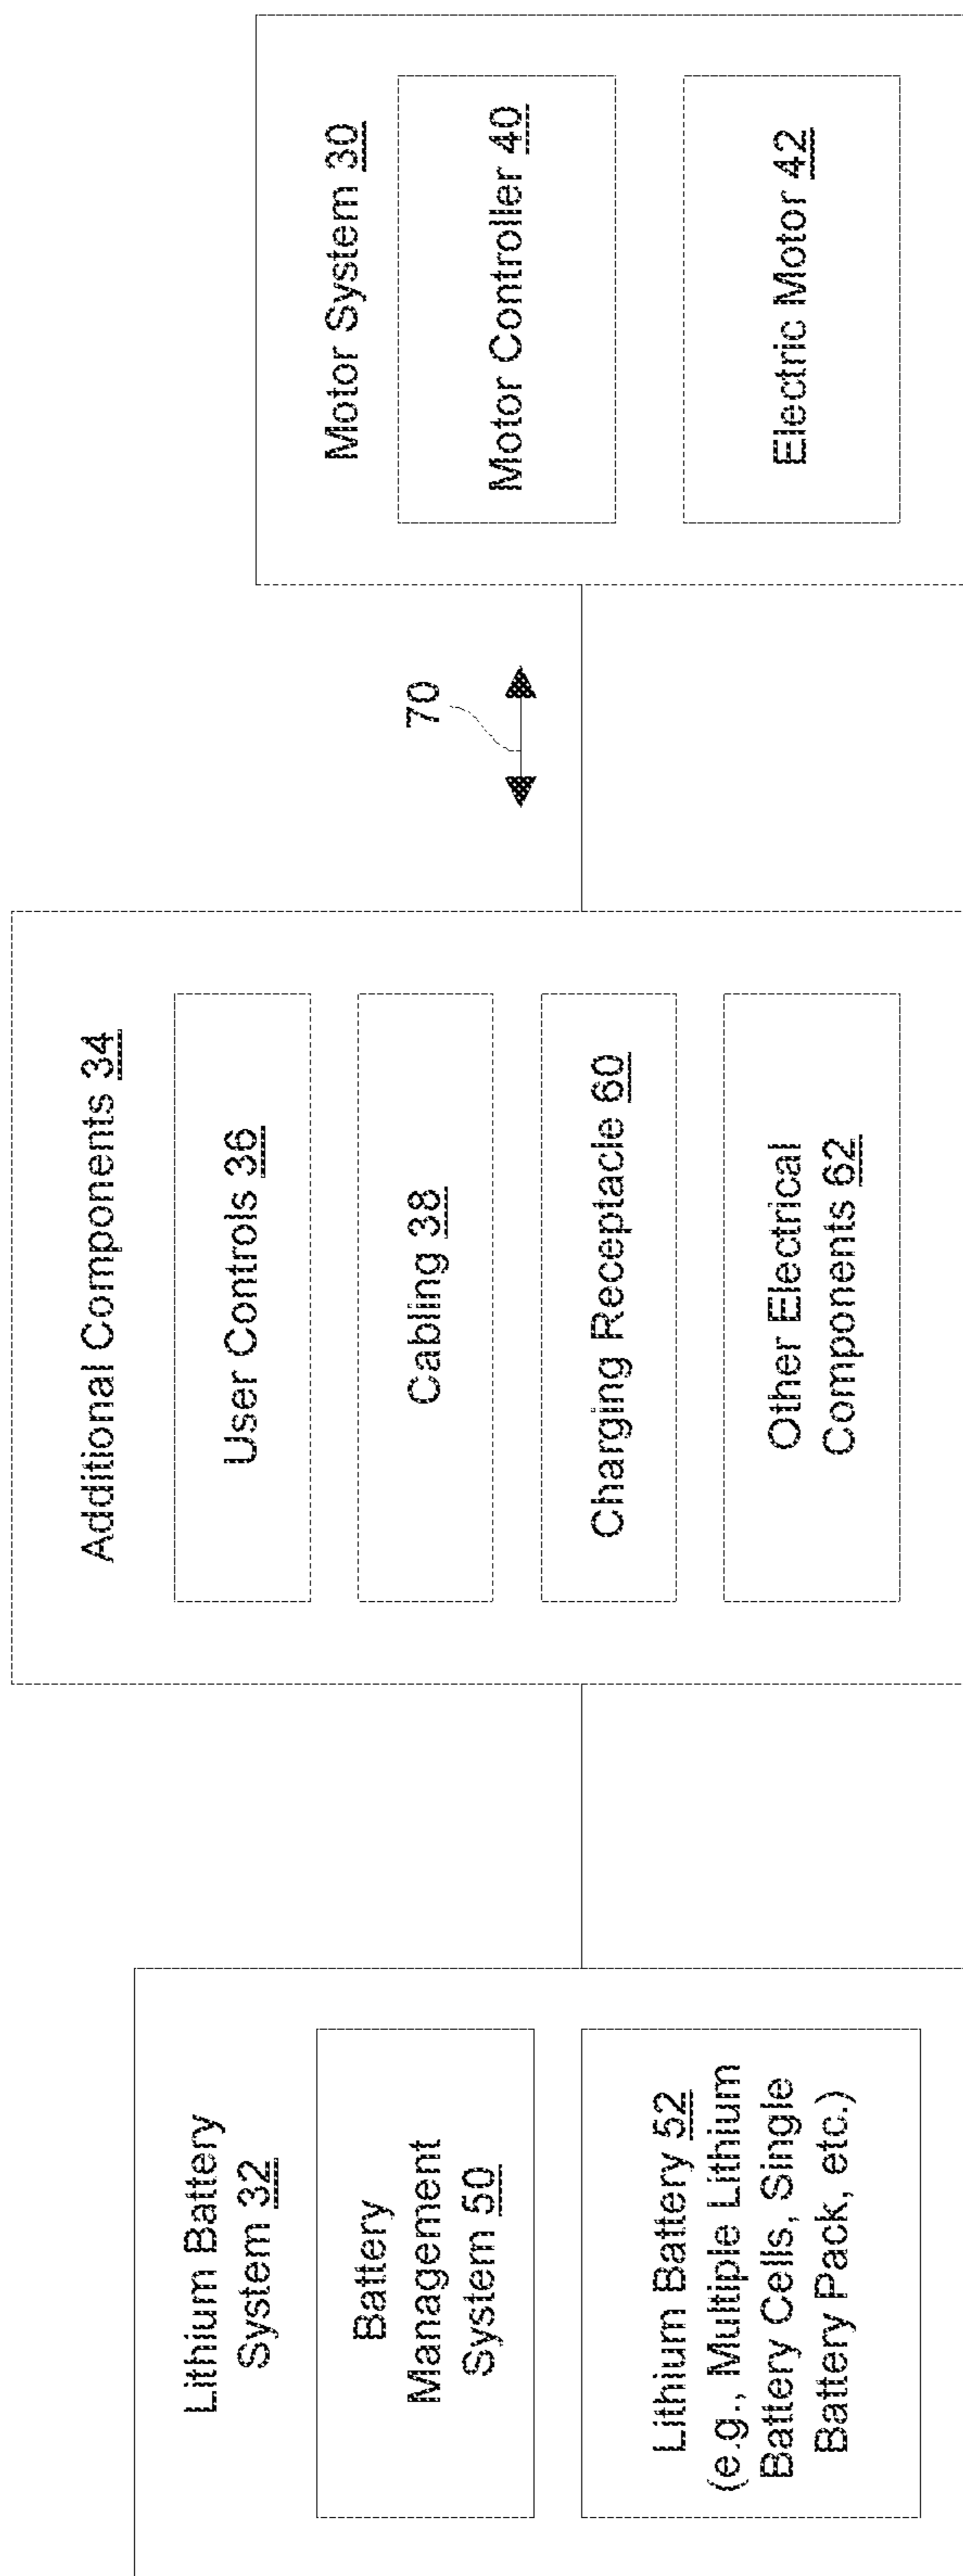 Lithium Battery
System 32
Battery
Management
System 50
Lithium Battery 52
(e.g., Multiple Lithium
Battery Cells, Single
Battery Pack, etc.)
Additional Components 34
User Controls 36
Cabling 38
Charging Receptacle 60
Other Electrical
Components 62
70
Motor System 30
Motor Controller 40
Electric Motor 42